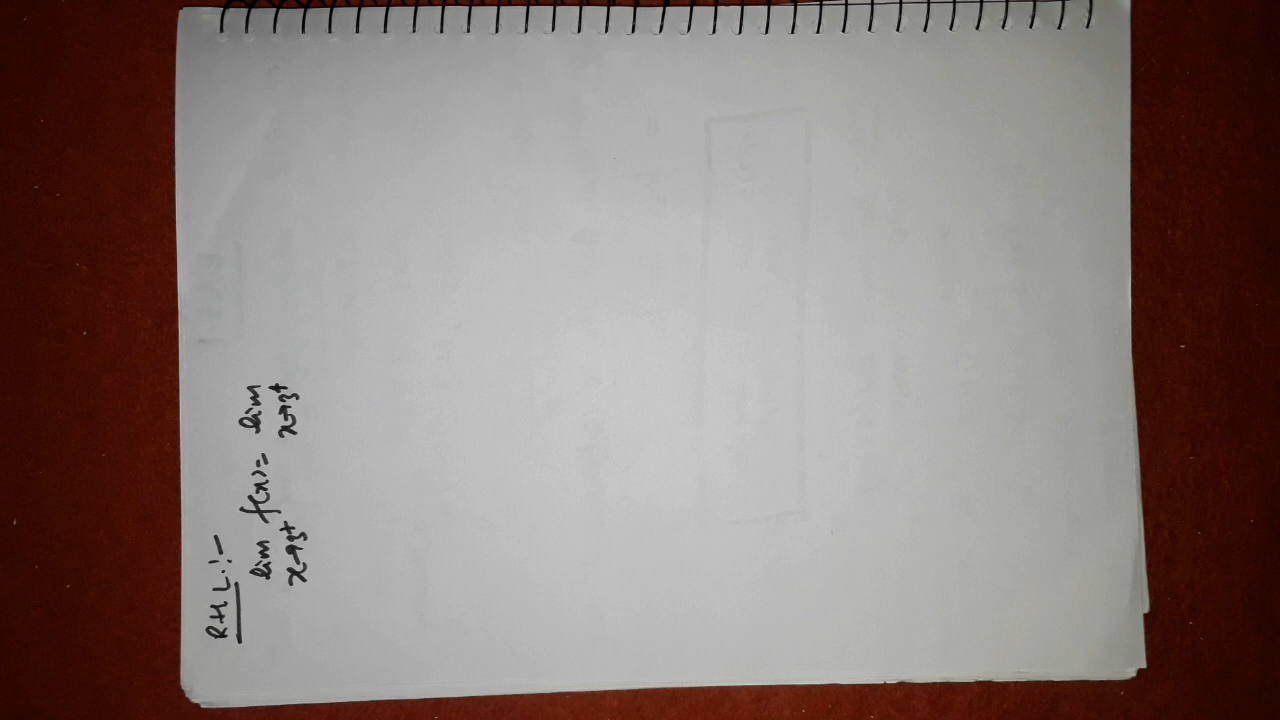 R.H.L.:-
lim f(x) = lim
x→3⁺ x→3⁺